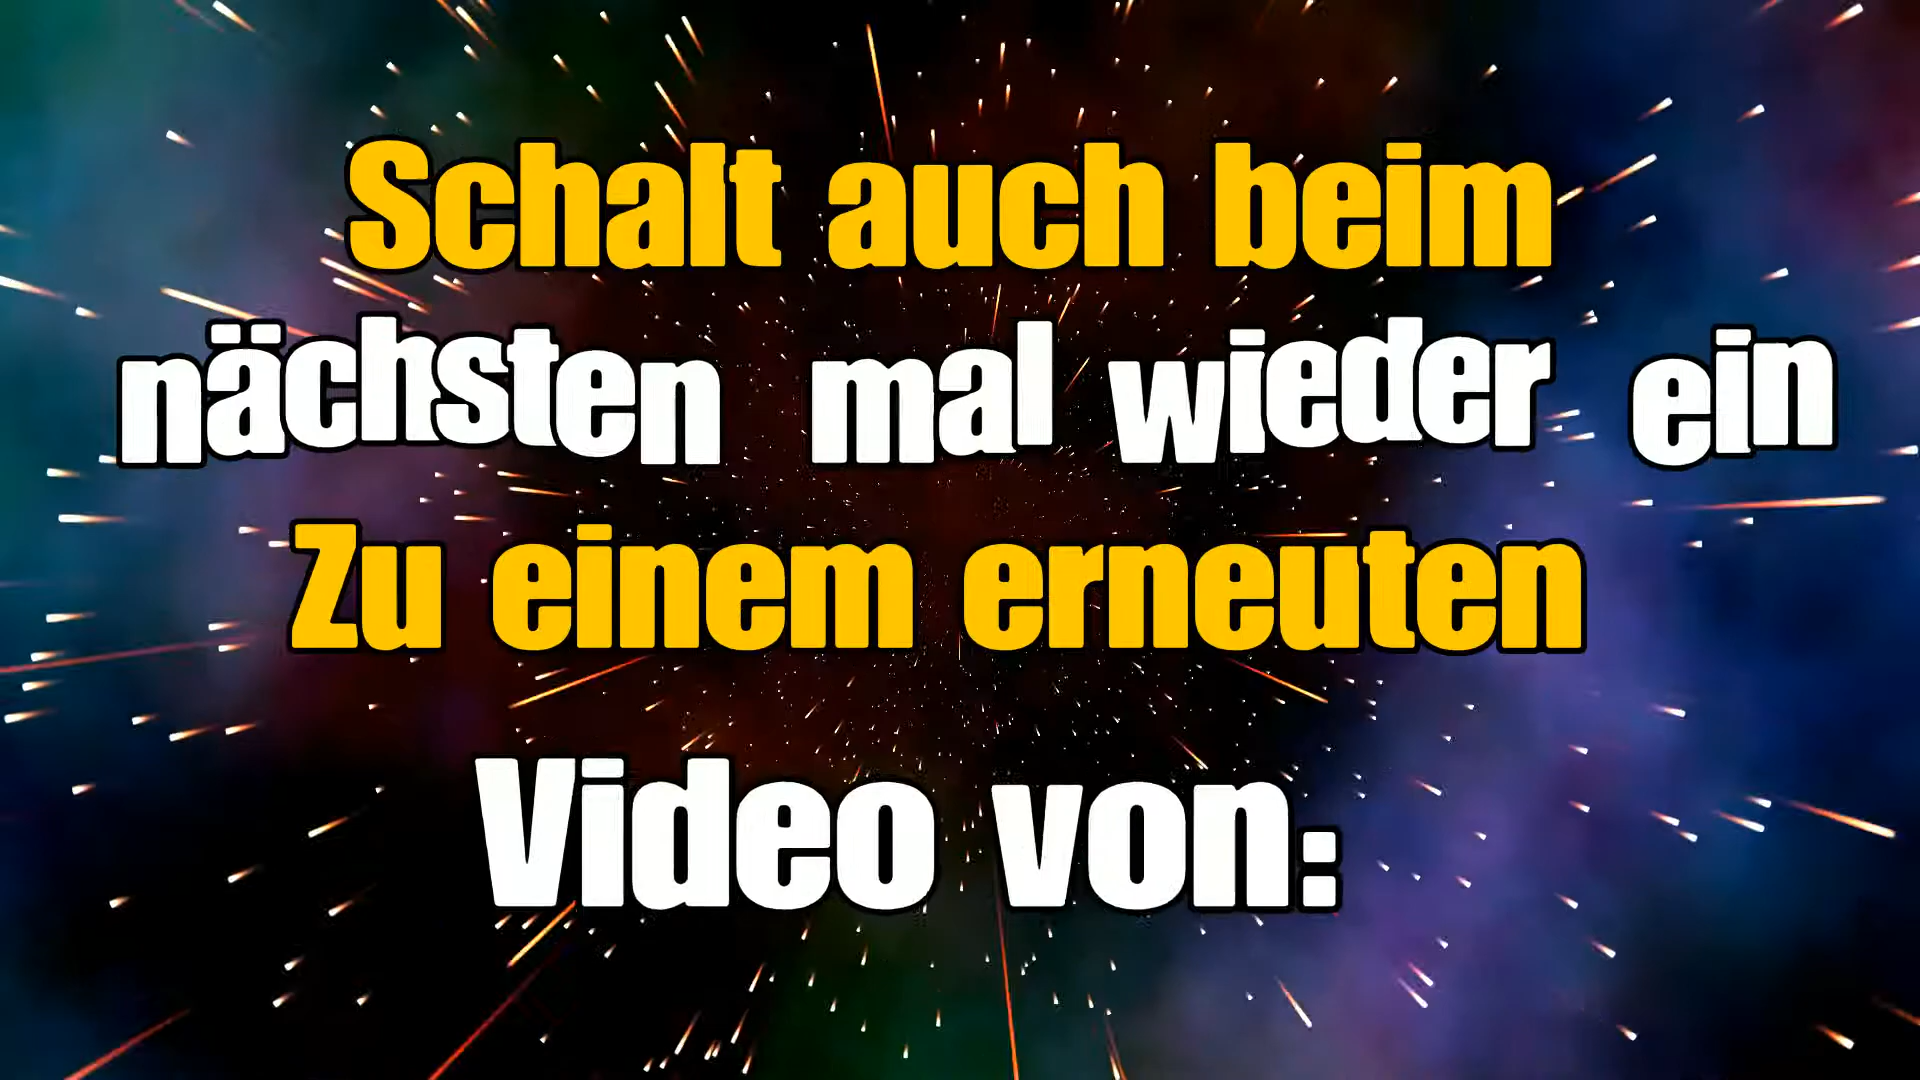 Schalt auch beim
nächsten mal wieder ein
Zu einem erneuten
Video von: